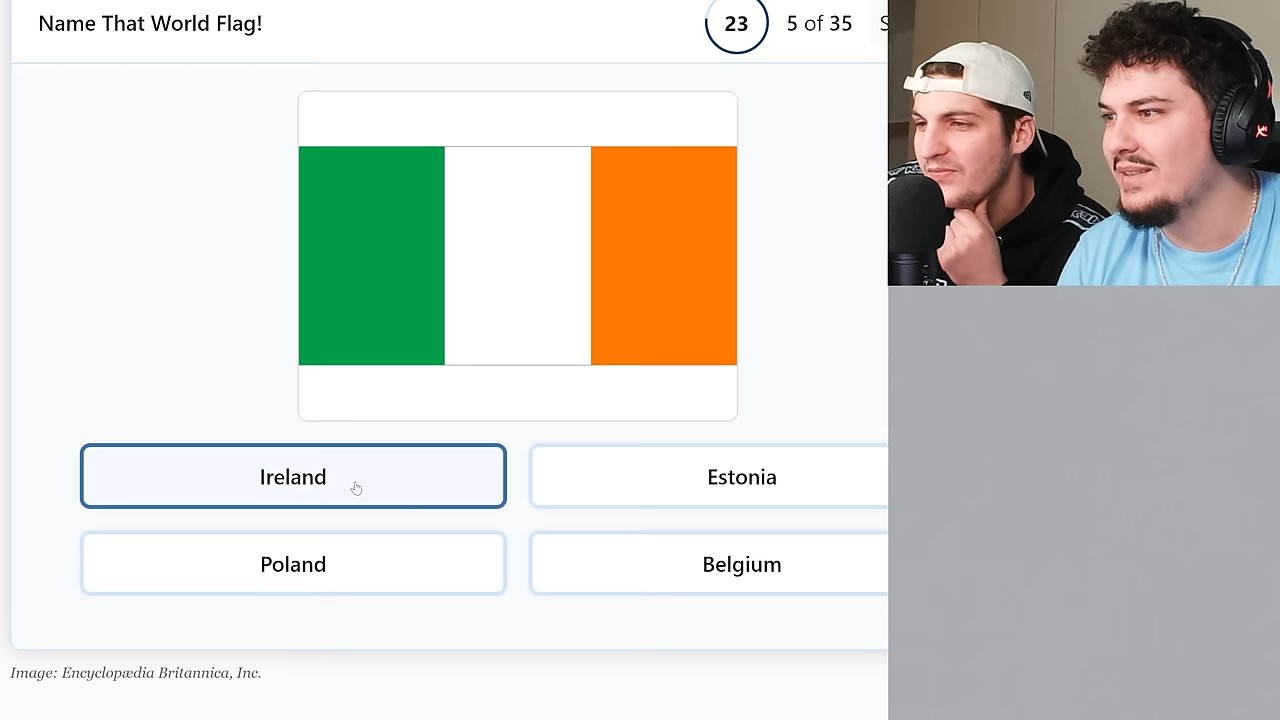 Name That World Flag!
23
5 of 35
S
Ireland
Estonia
Poland
Belgium
Image: Encyclopædia Britannica, Inc.